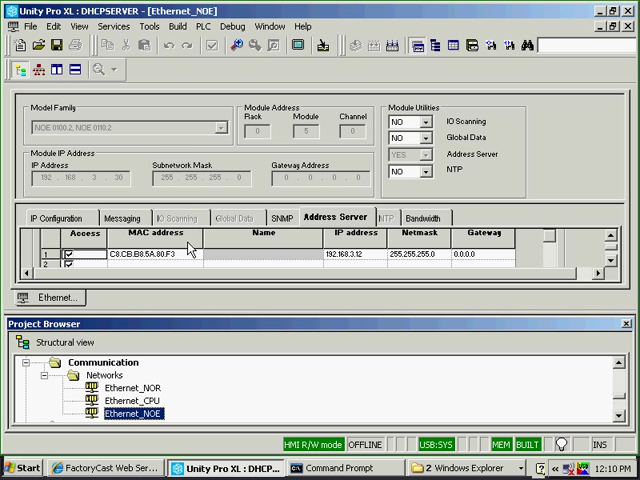 Unity Pro XL : DHCPSERVER - [Ethernet_NOE]
File Edit View Services Tools Build PLC Debug Window Help
Model Family
NOE 0100.2, NOE 0110.2
Module Address
Rack Module Channel
0 5 0
Module Utilities
NO IO Scanning
NO Global Data
YES Address Server
NO NTP
Module IP Address
IP Address Subnetwork Mask Gateway Address
192 . 168 . 3 . 30 255 . 255 . 255 . 0 0 . 0 . 0 . 0
IP Configuration Messaging IO Scanning Global Data SNMP Address Server NTP Bandwidth
Access MAC address Name IP address Netmask Gateway
1 C8.CB.B8.5A.80.F3 192.168.3.12 255.255.255.0 0.0.0.0
2
Ethernet...
Project Browser
Structural view
Communication
Networks
Ethernet_NOR
Ethernet_CPU
Ethernet_NOE
HMI R/W mode OFFLINE USB:SYS MEM BUILT INS
Start FactoryCast Web Ser... Unity Pro XL : DHCP... Command Prompt 2 Windows Explorer 12:10 PM